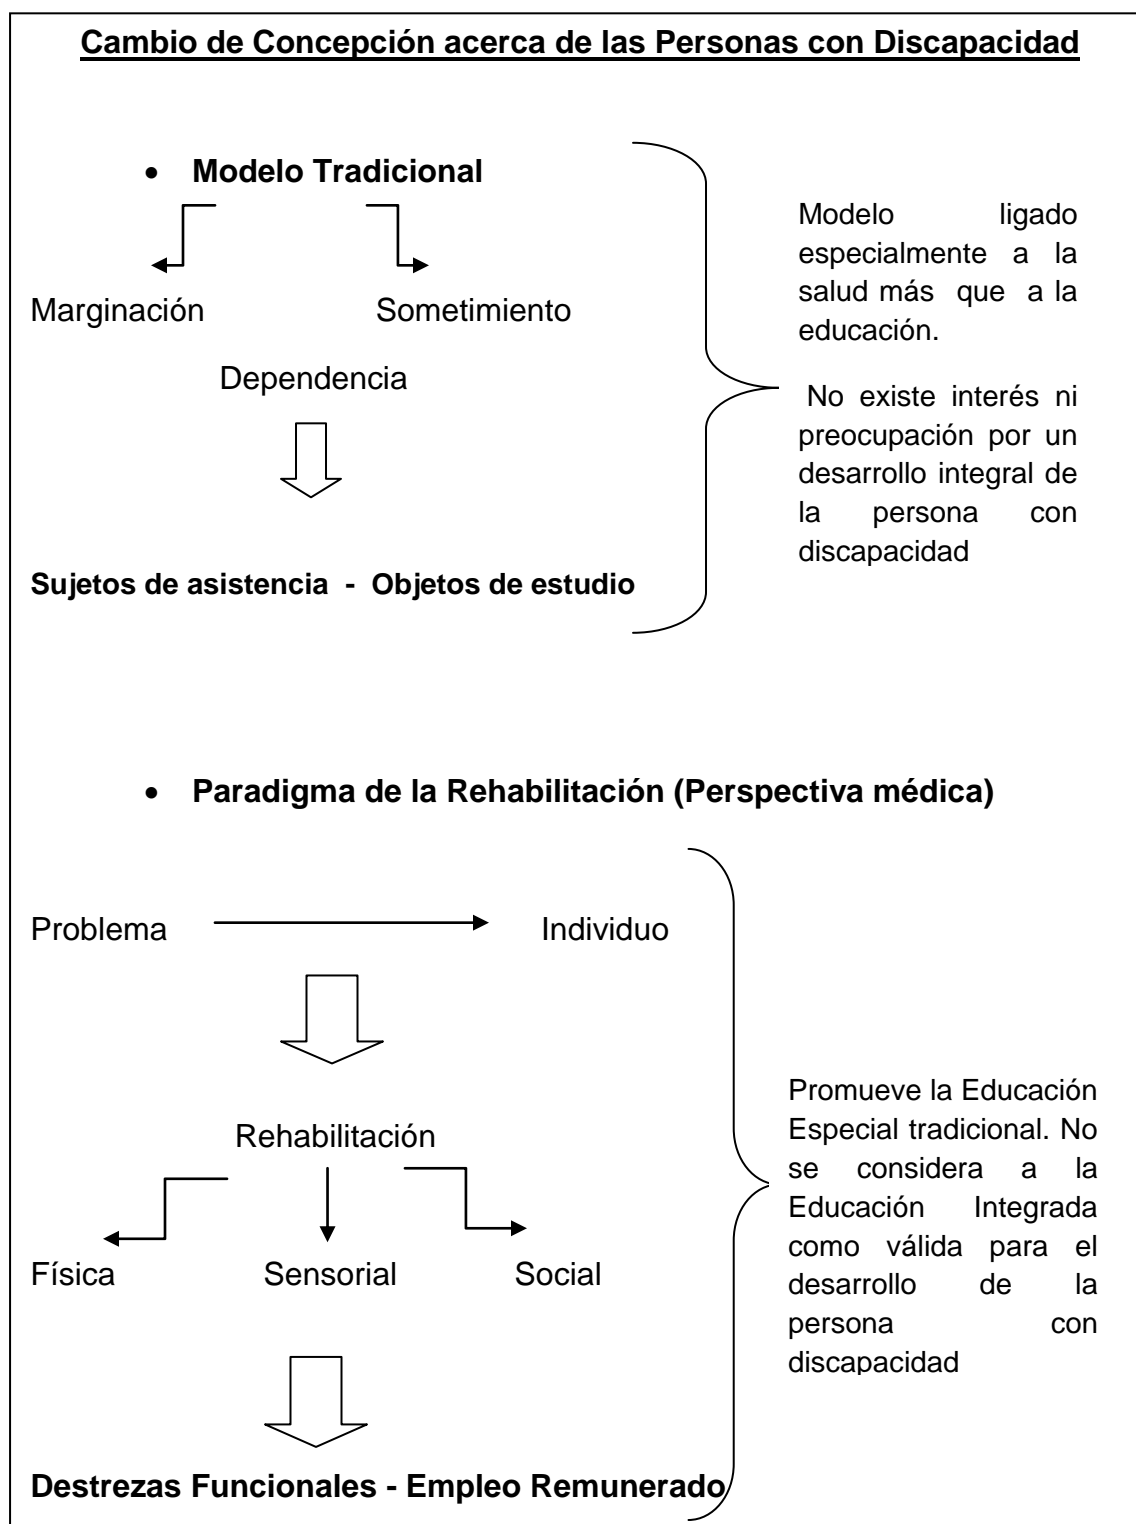 Cambio de Concepción acerca de las Personas con Discapacidad
• Modelo Tradicional
Marginación Sometimiento
Dependencia
Sujetos de asistencia - Objetos de estudio
Modelo ligado
especialmente a la
salud más que a la
educación.
No existe interés ni
preocupación por un
desarrollo integral de
la persona con
discapacidad
• Paradigma de la Rehabilitación (Perspectiva médica)
Problema Individuo
Rehabilitación
Física Sensorial Social
Destrezas Funcionales - Empleo Remunerado
Promueve la Educación
Especial tradicional. No
se considera a la
Educación Integrada
como válida para el
desarrollo de la
persona con
discapacidad